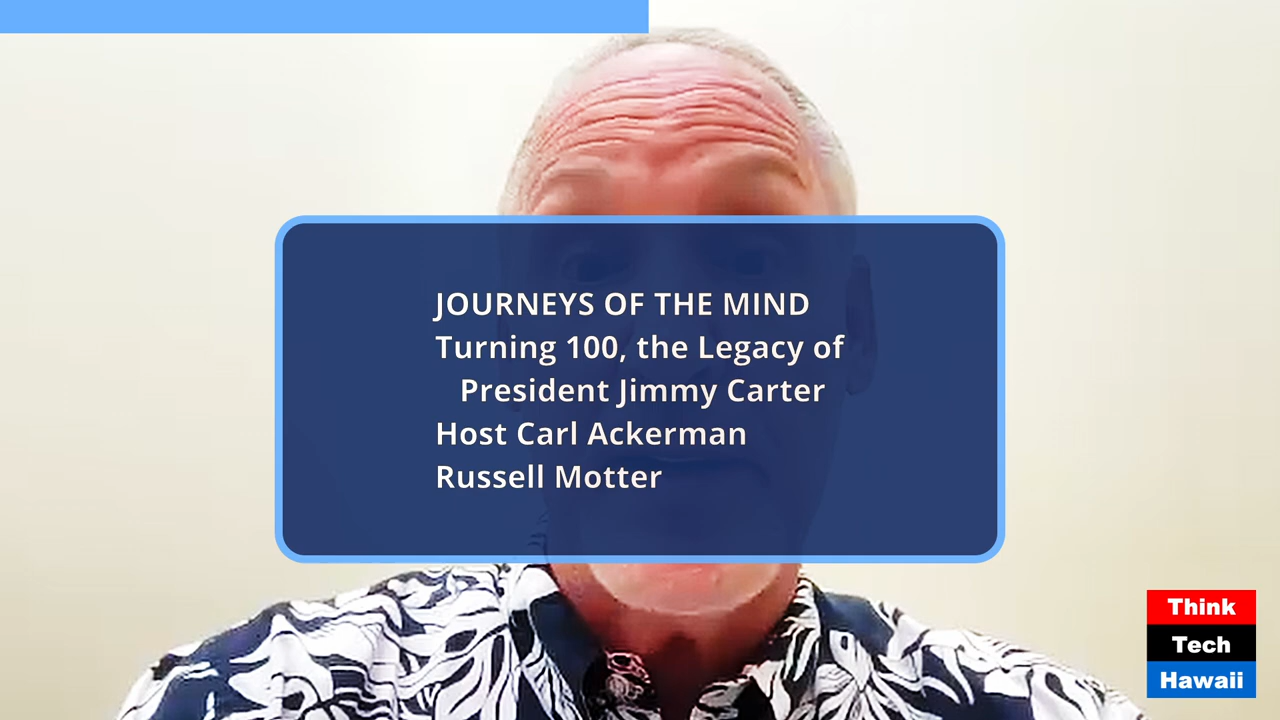 JOURNEYS OF THE MIND
Turning 100, the Legacy of
President Jimmy Carter
Host Carl Ackerman
Russell Motter
Think
Tech
Hawaii